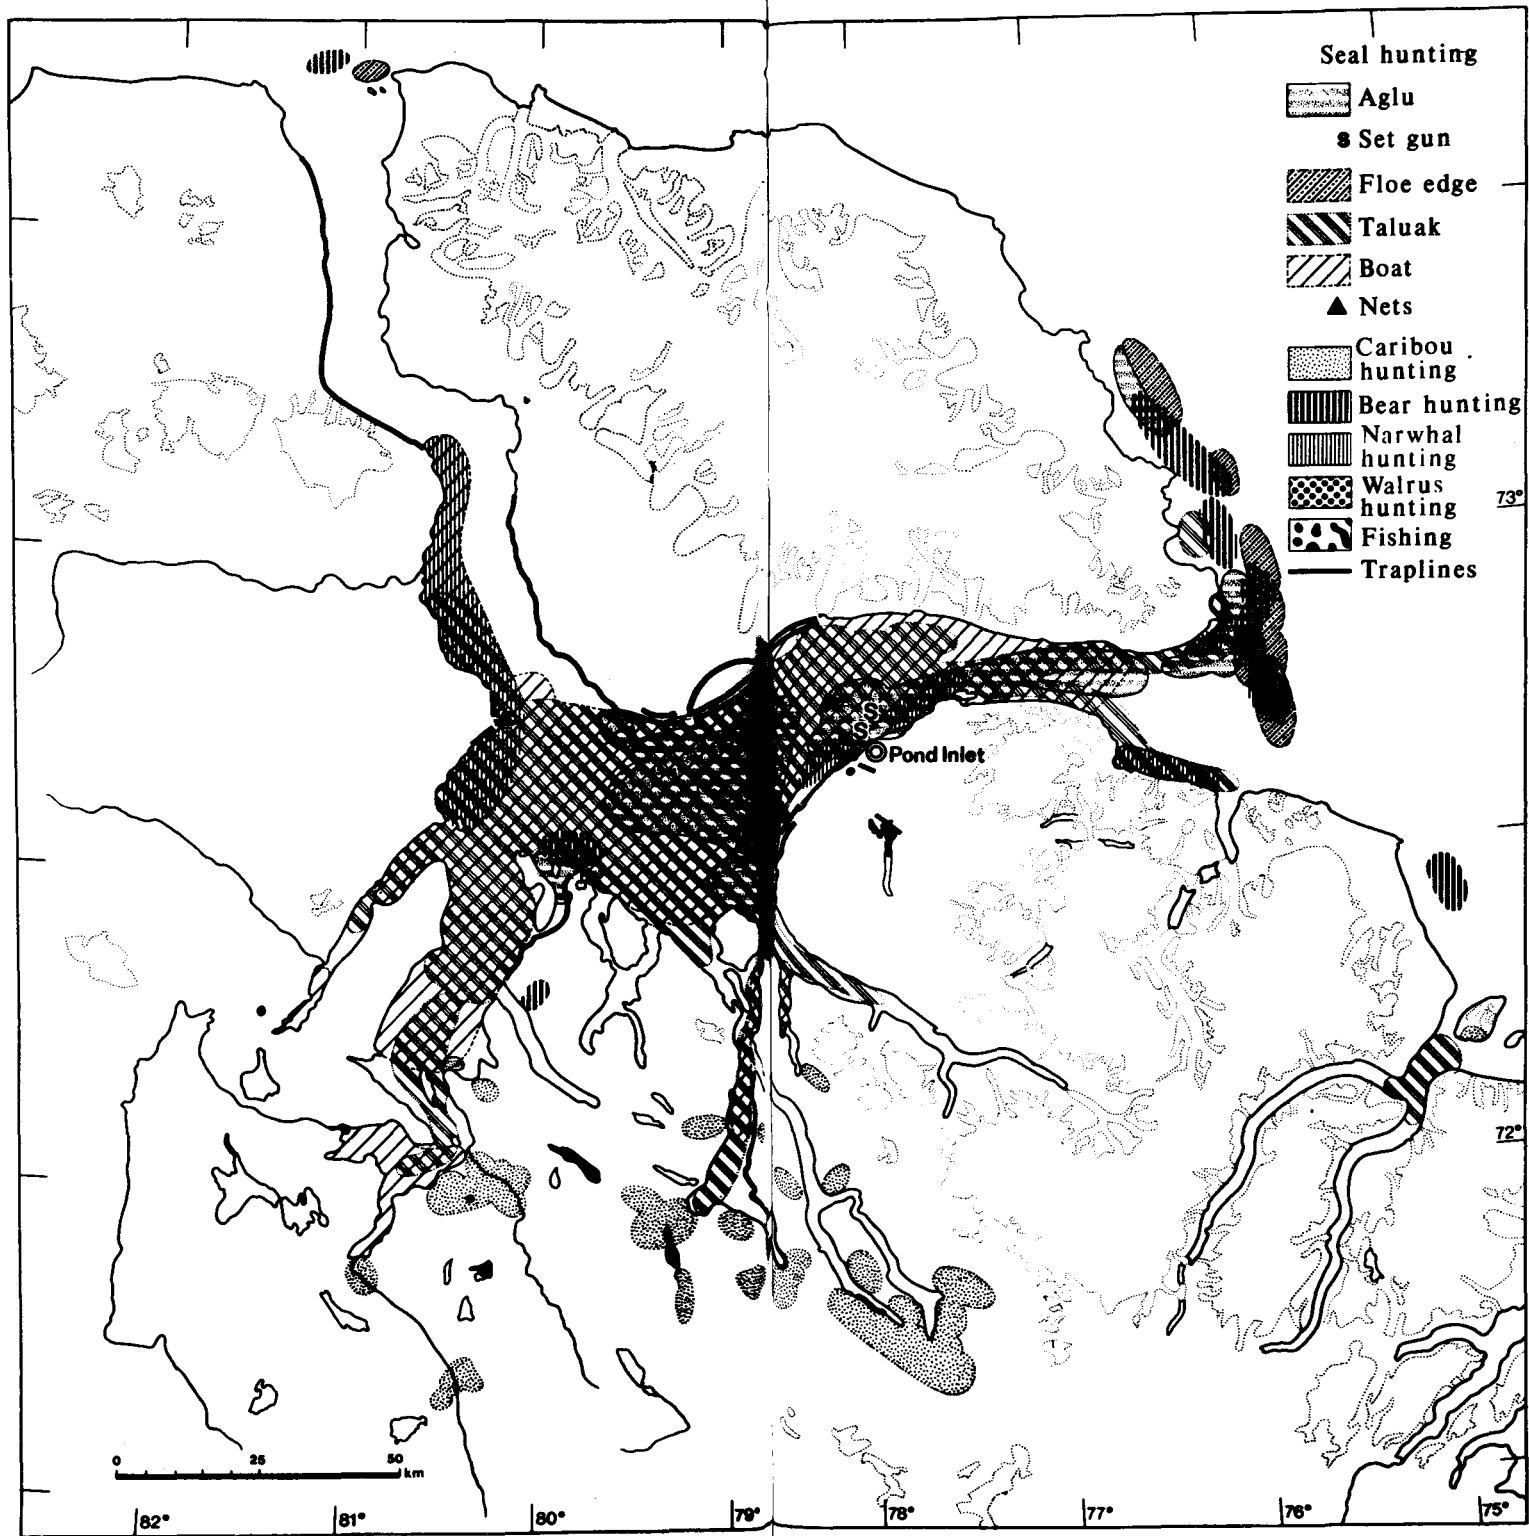 Seal hunting
Aglu
S Set gun
Floe edge
Taluak
Boat
Nets
Caribou
hunting
Bear hunting
Narwhal
hunting
Walrus
hunting
Fishing
Traplines
73°
S
S
Pond Inlet
72°
0 25 50
km
82° 81° 80° 79° 78° 77° 76° 75°